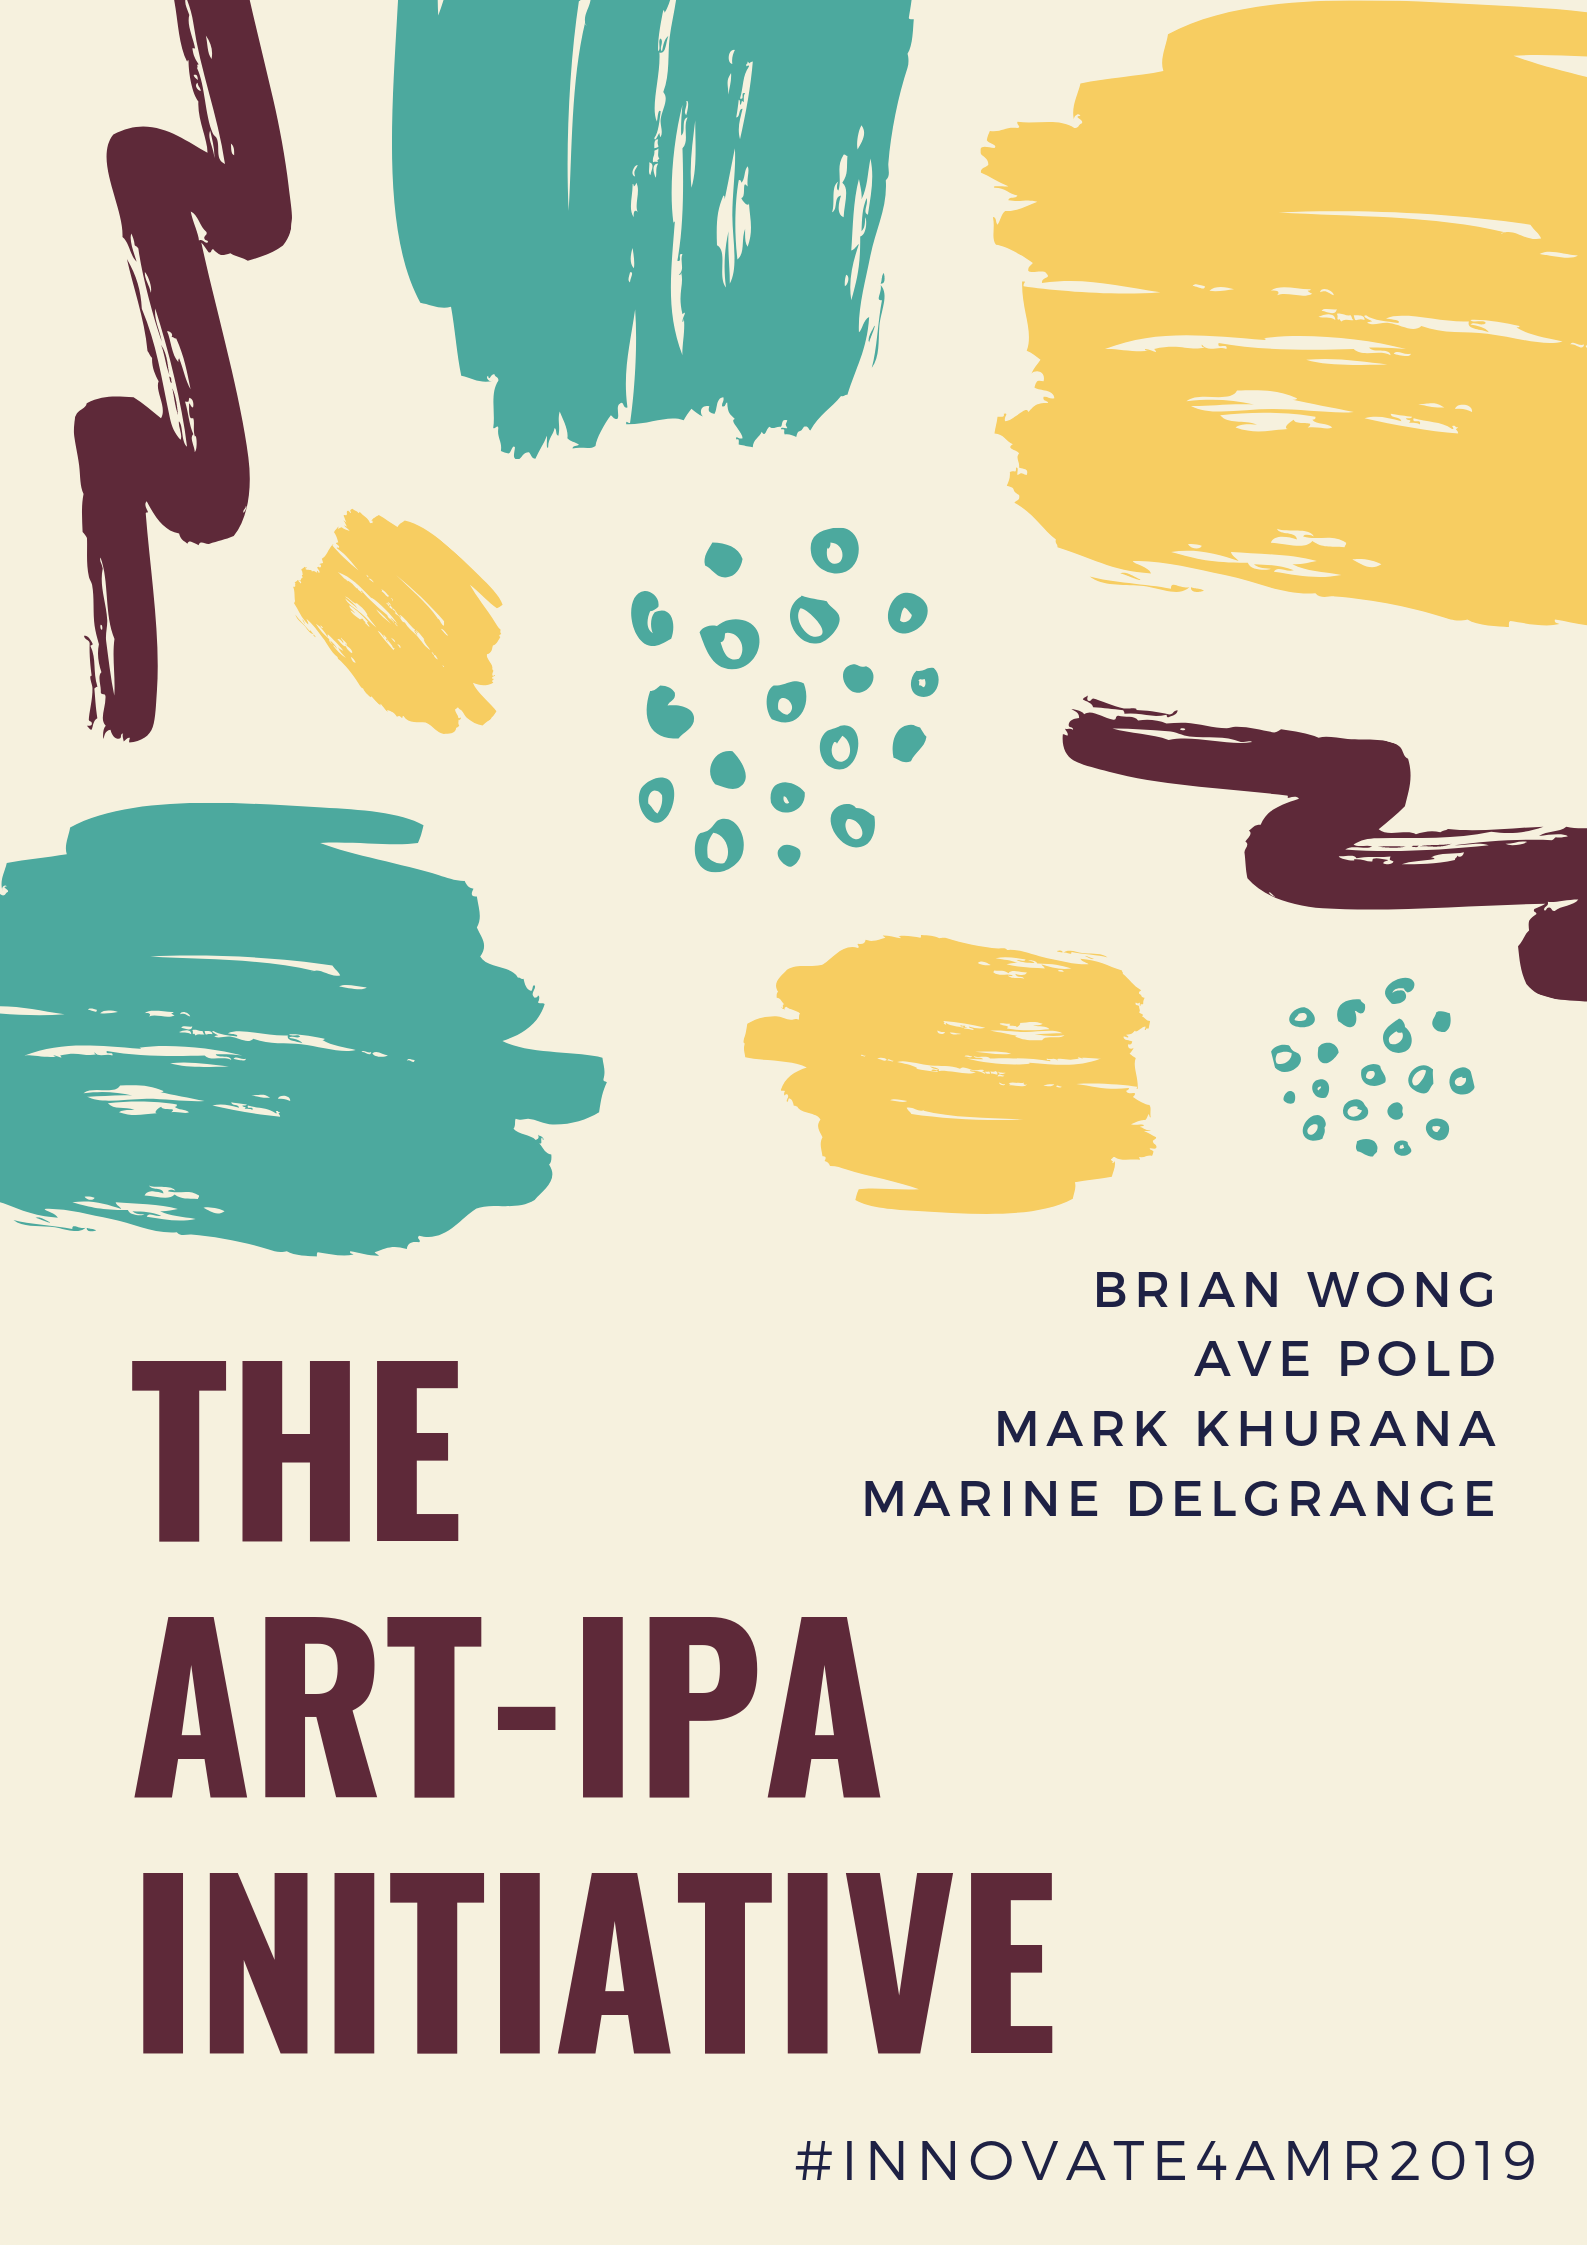 BRIAN WONG
AVE POLD
MARK KHURANA
MARINE DELGRANGE
THE
ART-IPA
INITIATIVE
#INNOVATE4AMR2019